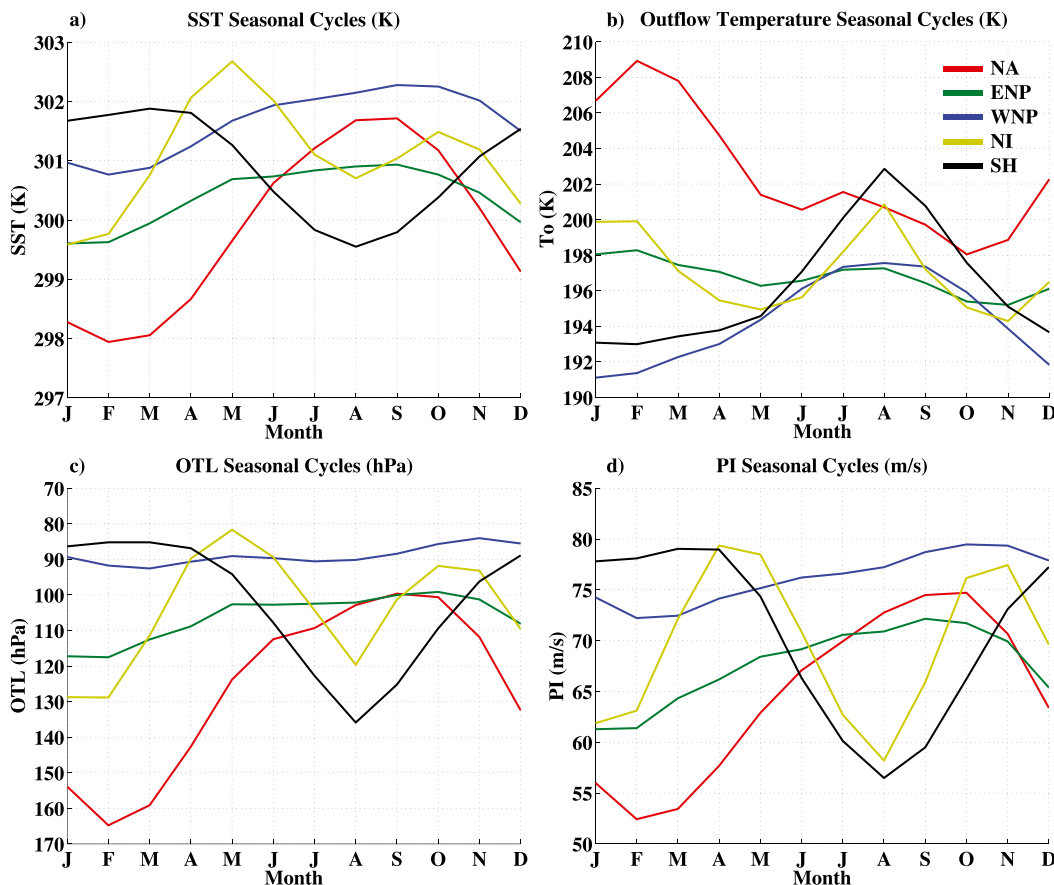 a) SST Seasonal Cycles (K)
303
302
301
300
299
298
297
SST (K)
J F M A M J J A S O N D
Month
b) Outflow Temperature Seasonal Cycles (K)
210
208
206
204
202
200
198
196
194
192
190
To (K)
NA
ENP
WNP
NI
SH
J F M A M J J A S O N D
Month
c) OTL Seasonal Cycles (hPa)
70
80
90
100
110
120
130
140
150
160
170
OTL (hPa)
J F M A M J J A S O N D
Month
d) PI Seasonal Cycles (m/s)
85
80
75
70
65
60
55
50
PI (m/s)
J F M A M J J A S O N D
Month